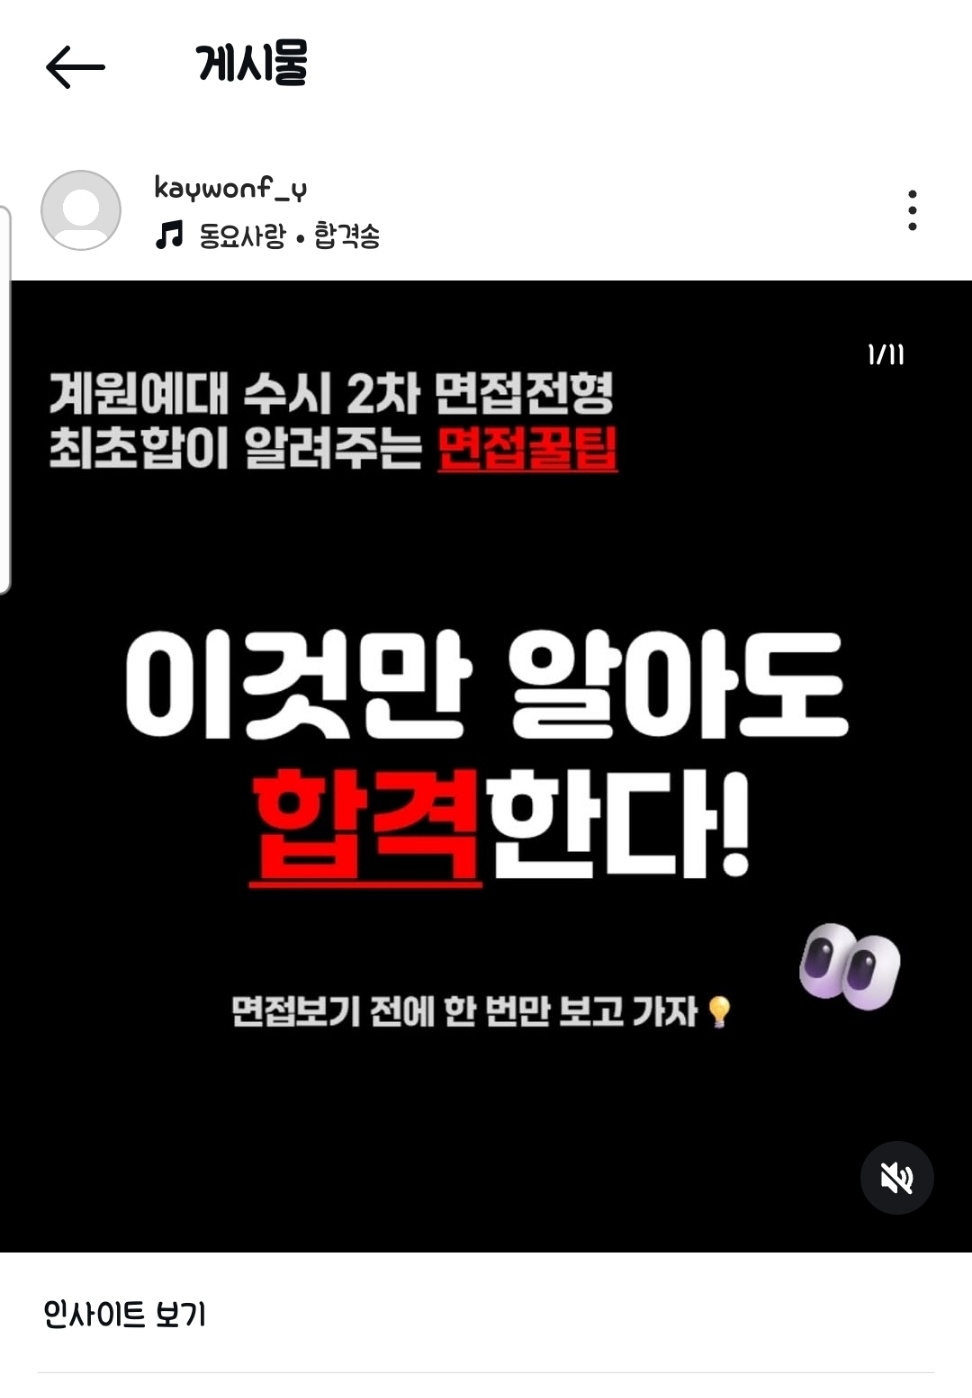 게시물
kaywonf_y
동요사랑 • 합격송
1/11
계원예대 수시 2차 면접전형
최초합이 알려주는 면접꿀팁
이것만 알아도
합격한다!
면접보기 전에 한 번만 보고 가자💡
인사이트 보기